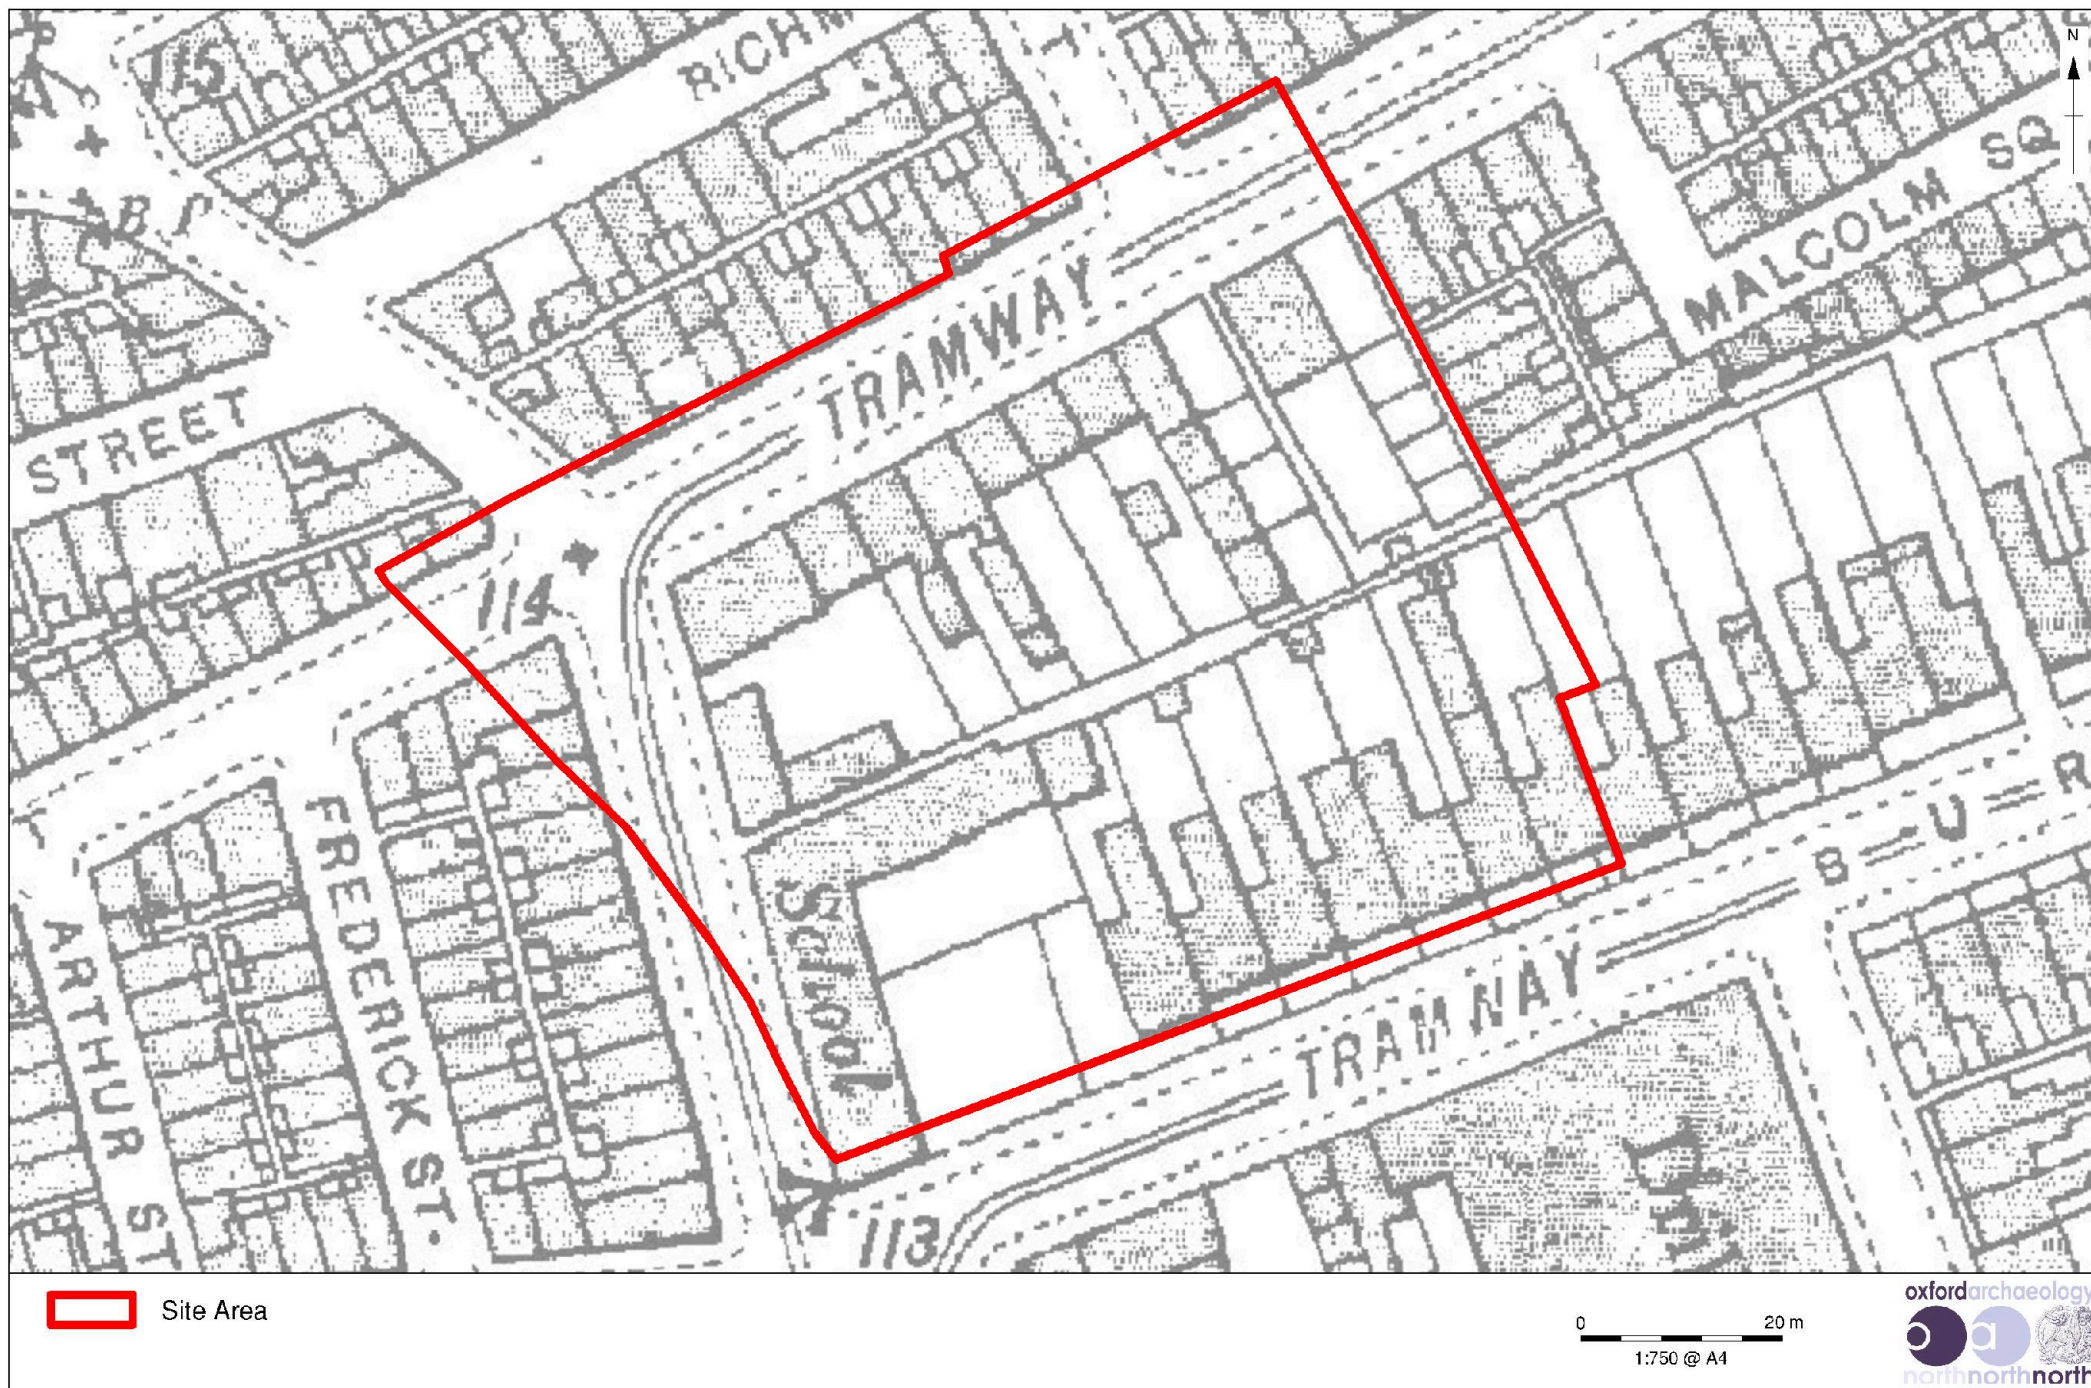 115
RICHM
N
MALCOLM SQ
B P
TRAMWAY
STREET
114
FREDERICK ST.
ARTHUR ST
School
TRAMWAY
B U R
113
Site Area
0 20 m
1:750 @ A4
oxfordarchaeology
o a
northnorthnorth